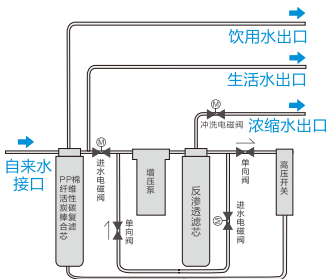 饮用水出口
生活水出口
M
冲洗电磁阀
浓缩水出口
自来水
接口
M
进水电磁阀
PP棉
纤维复
活性滤
炭碳芯
棒合
增压泵
反渗透滤芯
单向阀
高压开关
单向阀
进水电磁阀
M